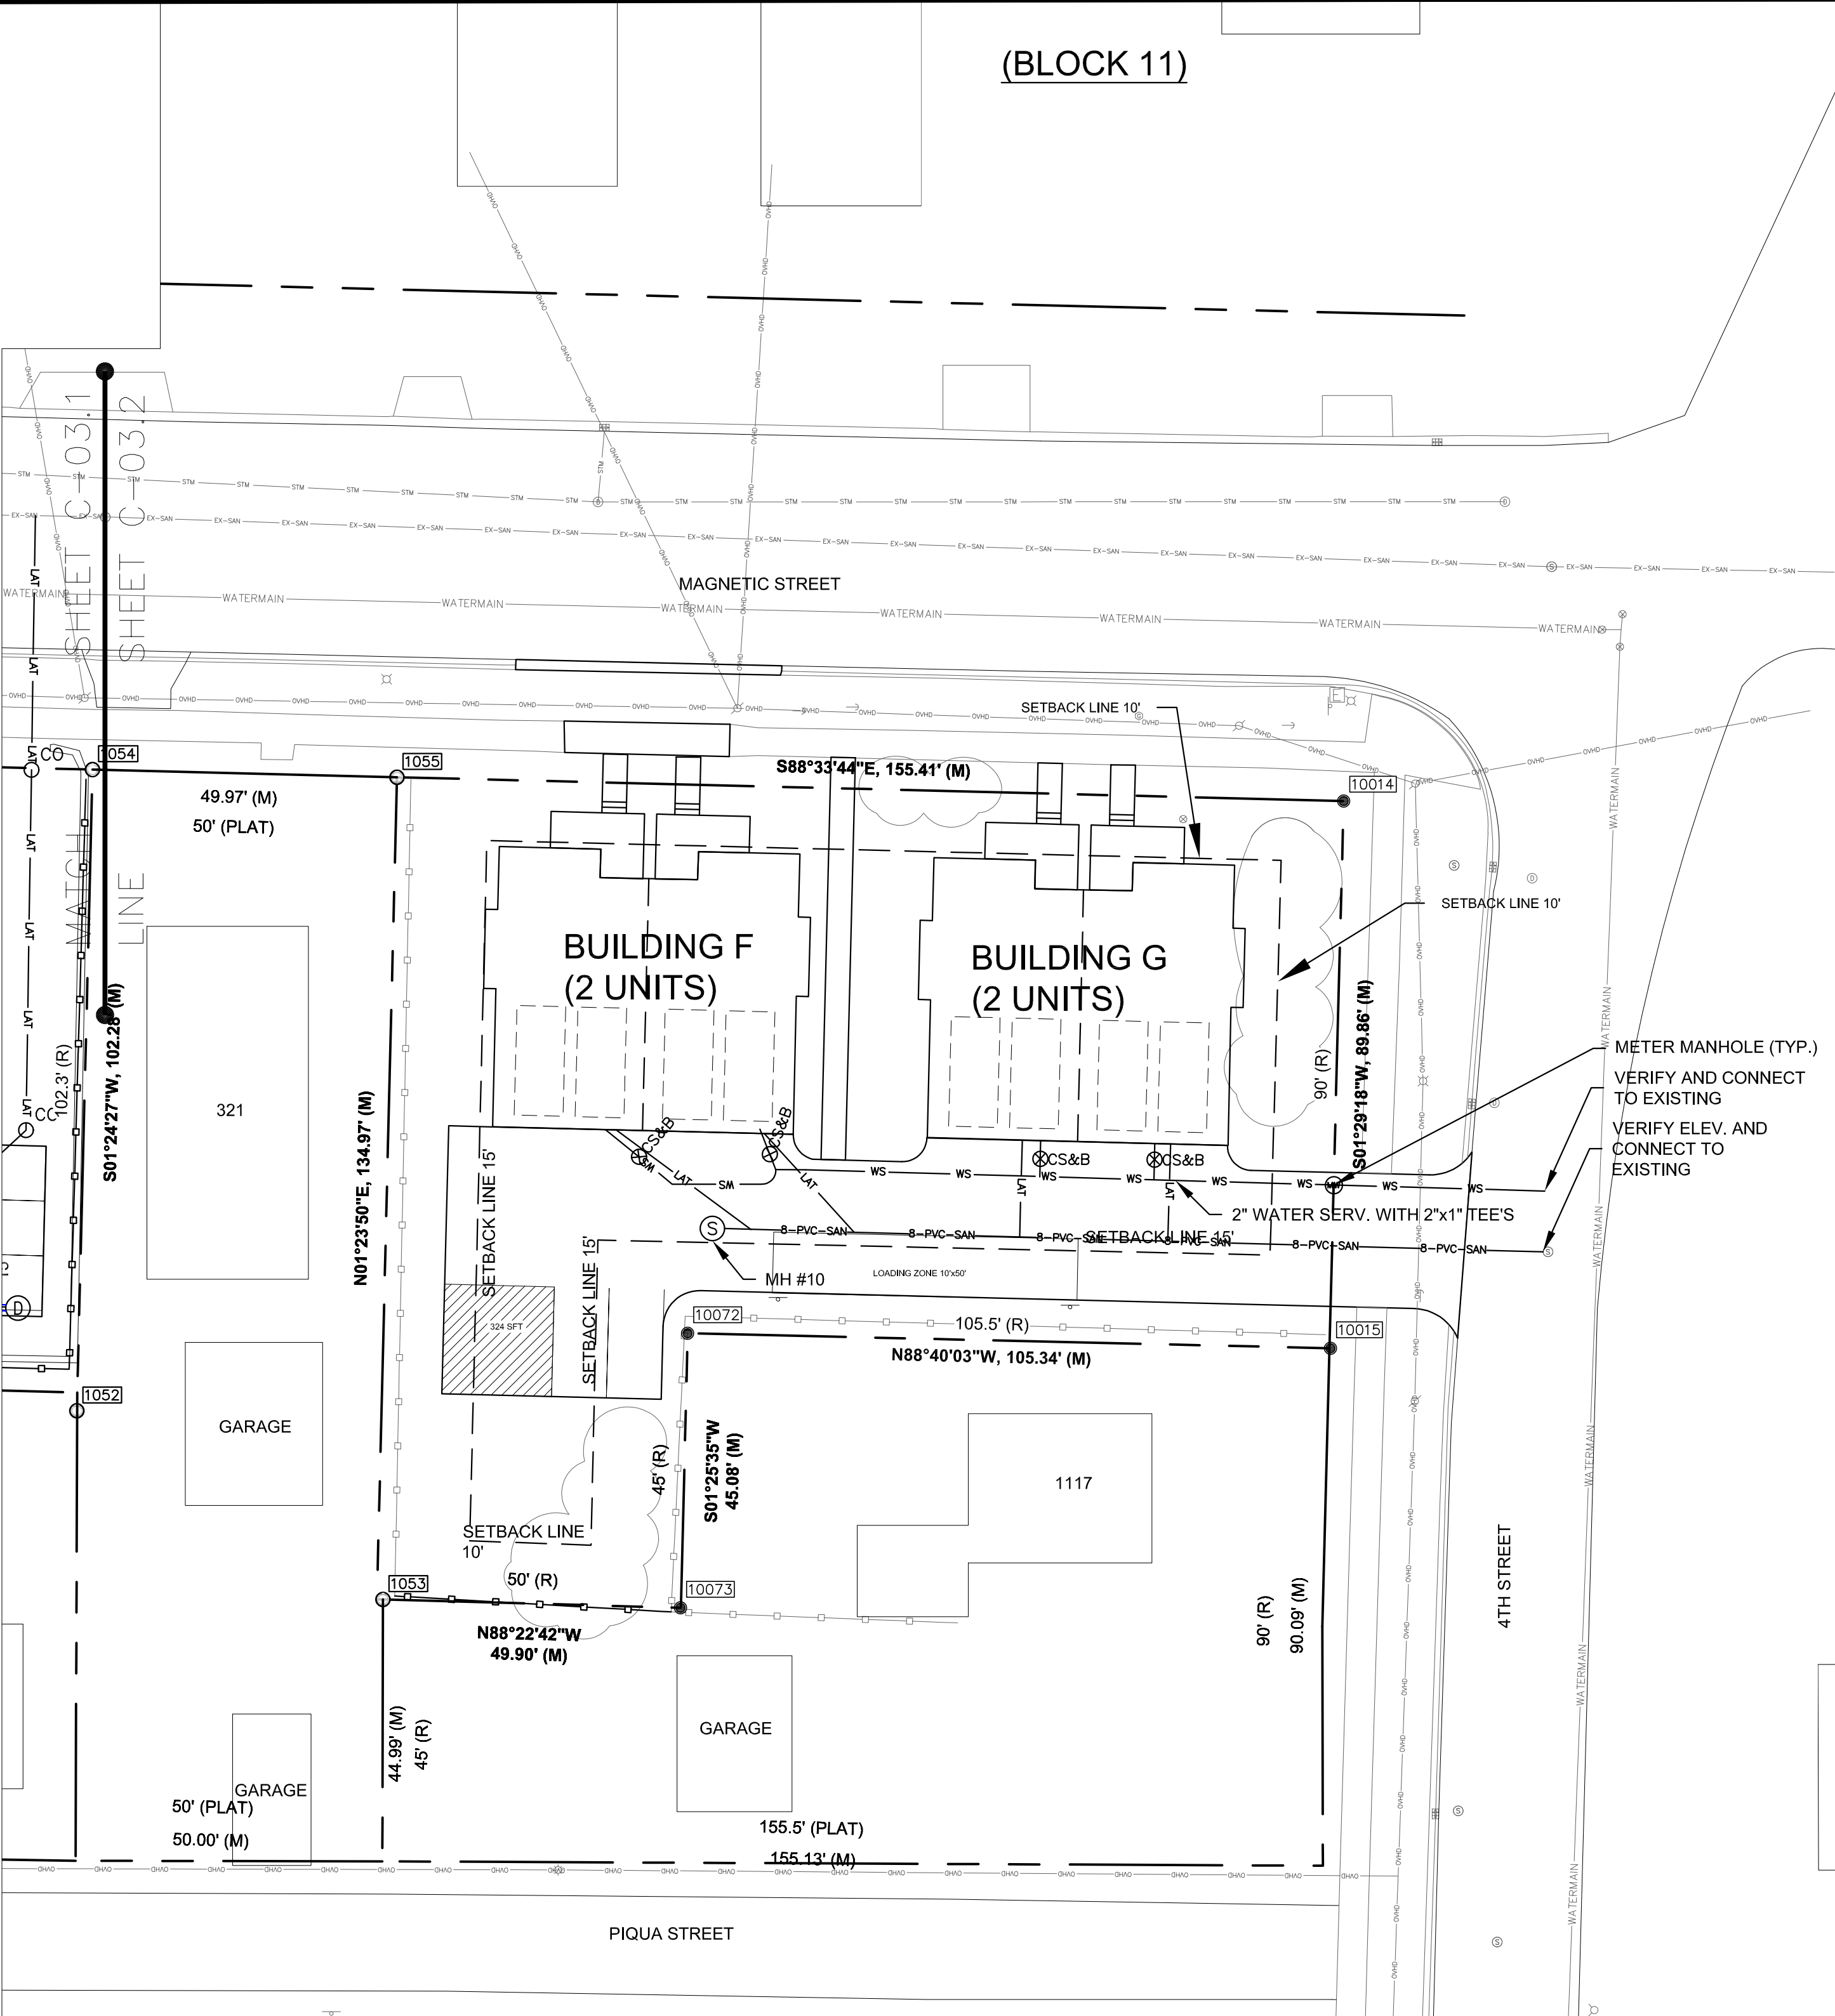 (BLOCK 11)
SHEET C-03.1
SHEET C-03.2
MATCH
LINE
OVHD
STM
EX-SAN
WATERMAIN
MAGNETIC STREET
LAT
CO
1054
1055
49.97' (M)
50' (PLAT)
S88°33'44"E, 155.41' (M)
SETBACK LINE 10'
E
10014
SETBACK LINE 10'
BUILDING F
(2 UNITS)
BUILDING G
(2 UNITS)
S01°24'27"W, 102.28' (M)
102.3' (R)
321
N01°23'50"E, 134.97' (M)
90' (R)
S01°29'18"W, 89.86' (M)
METER MANHOLE (TYP.)
VERIFY AND CONNECT
TO EXISTING
VERIFY ELEV. AND
CONNECT TO
EXISTING
CS&B
CS&B
CS&B
CS&B
WS
LAT
2" WATER SERV. WITH 2"x1" TEE'S
S
8-PVC-SAN
SETBACK LINE 15'
SETBACK LINE 15'
SETBACK LINE 15'
MH #10
LOADING ZONE 10'x50'
324 SFT
D
10072
105.5' (R)
N88°40'03"W, 105.34' (M)
10015
1052
GARAGE
45' (R)
S01°25'35"W
45.08' (M)
1117
SETBACK LINE
10'
1053
50' (R)
10073
N88°22'42"W
49.90' (M)
90' (R)
90.09' (M)
4TH STREET
44.99' (M)
45' (R)
GARAGE
GARAGE
50' (PLAT)
50.00' (M)
155.5' (PLAT)
155.13' (M)
PIQUA STREET